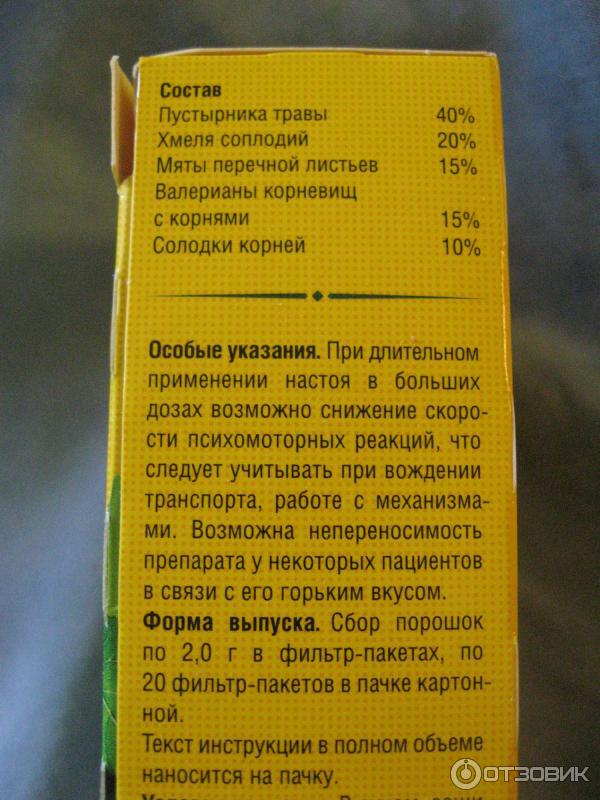 Состав
Пустырника травы 40%
Хмеля соплодий 20%
Мяты перечной листьев 15%
Валерианы корневищ
с корнями 15%
Солодки корней 10%
Особые указания. При длительном
применении настоя в больших
дозах возможно снижение скоро-
сти психомоторных реакций, что
следует учитывать при вождении
транспорта, работе с механизма-
ми. Возможна непереносимость
препарата у некоторых пациентов
в связи с его горьким вкусом.
Форма выпуска. Сбор порошок
по 2,0 г в фильтр-пакетах, по
20 фильтр-пакетов в пачке картон-
ной.
Текст инструкции в полном объеме
наносится на пачку.
ОТЗОВИК